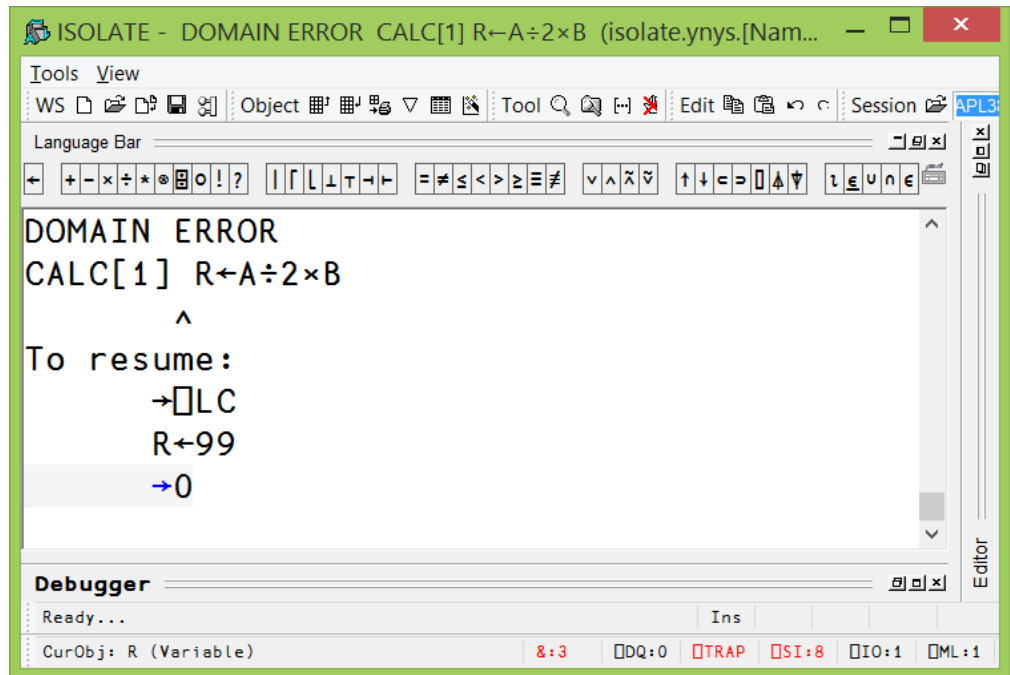 ISOLATE - DOMAIN ERROR CALC[1] R←A÷2×B (isolate.ynys.[Nam...
Tools View
WS Object Tool Edit Session APL3
Language Bar
← + - × ÷ * ⍟ ⌹ ○ ! ? | ⌈ ⌊ ⊥ ⊤ ⊣ ⊢ = ≠ ≤ < > ≥ ≡ ≢ ∨ ∧ ⍲ ⍱ ↑ ↓ ⊂ ⊃ ⌷ ⍋ ⍒ ⍳ ⍷ ∪ ∩ ∊
DOMAIN ERROR
CALC[1] R←A÷2×B
^
To resume:
→⎕LC
R←99
→0
Editor
Debugger
Ready... Ins
CurObj: R (Variable) &:3 ⎕DQ:0 ⎕TRAP ⎕SI:8 ⎕IO:1 ⎕ML:1